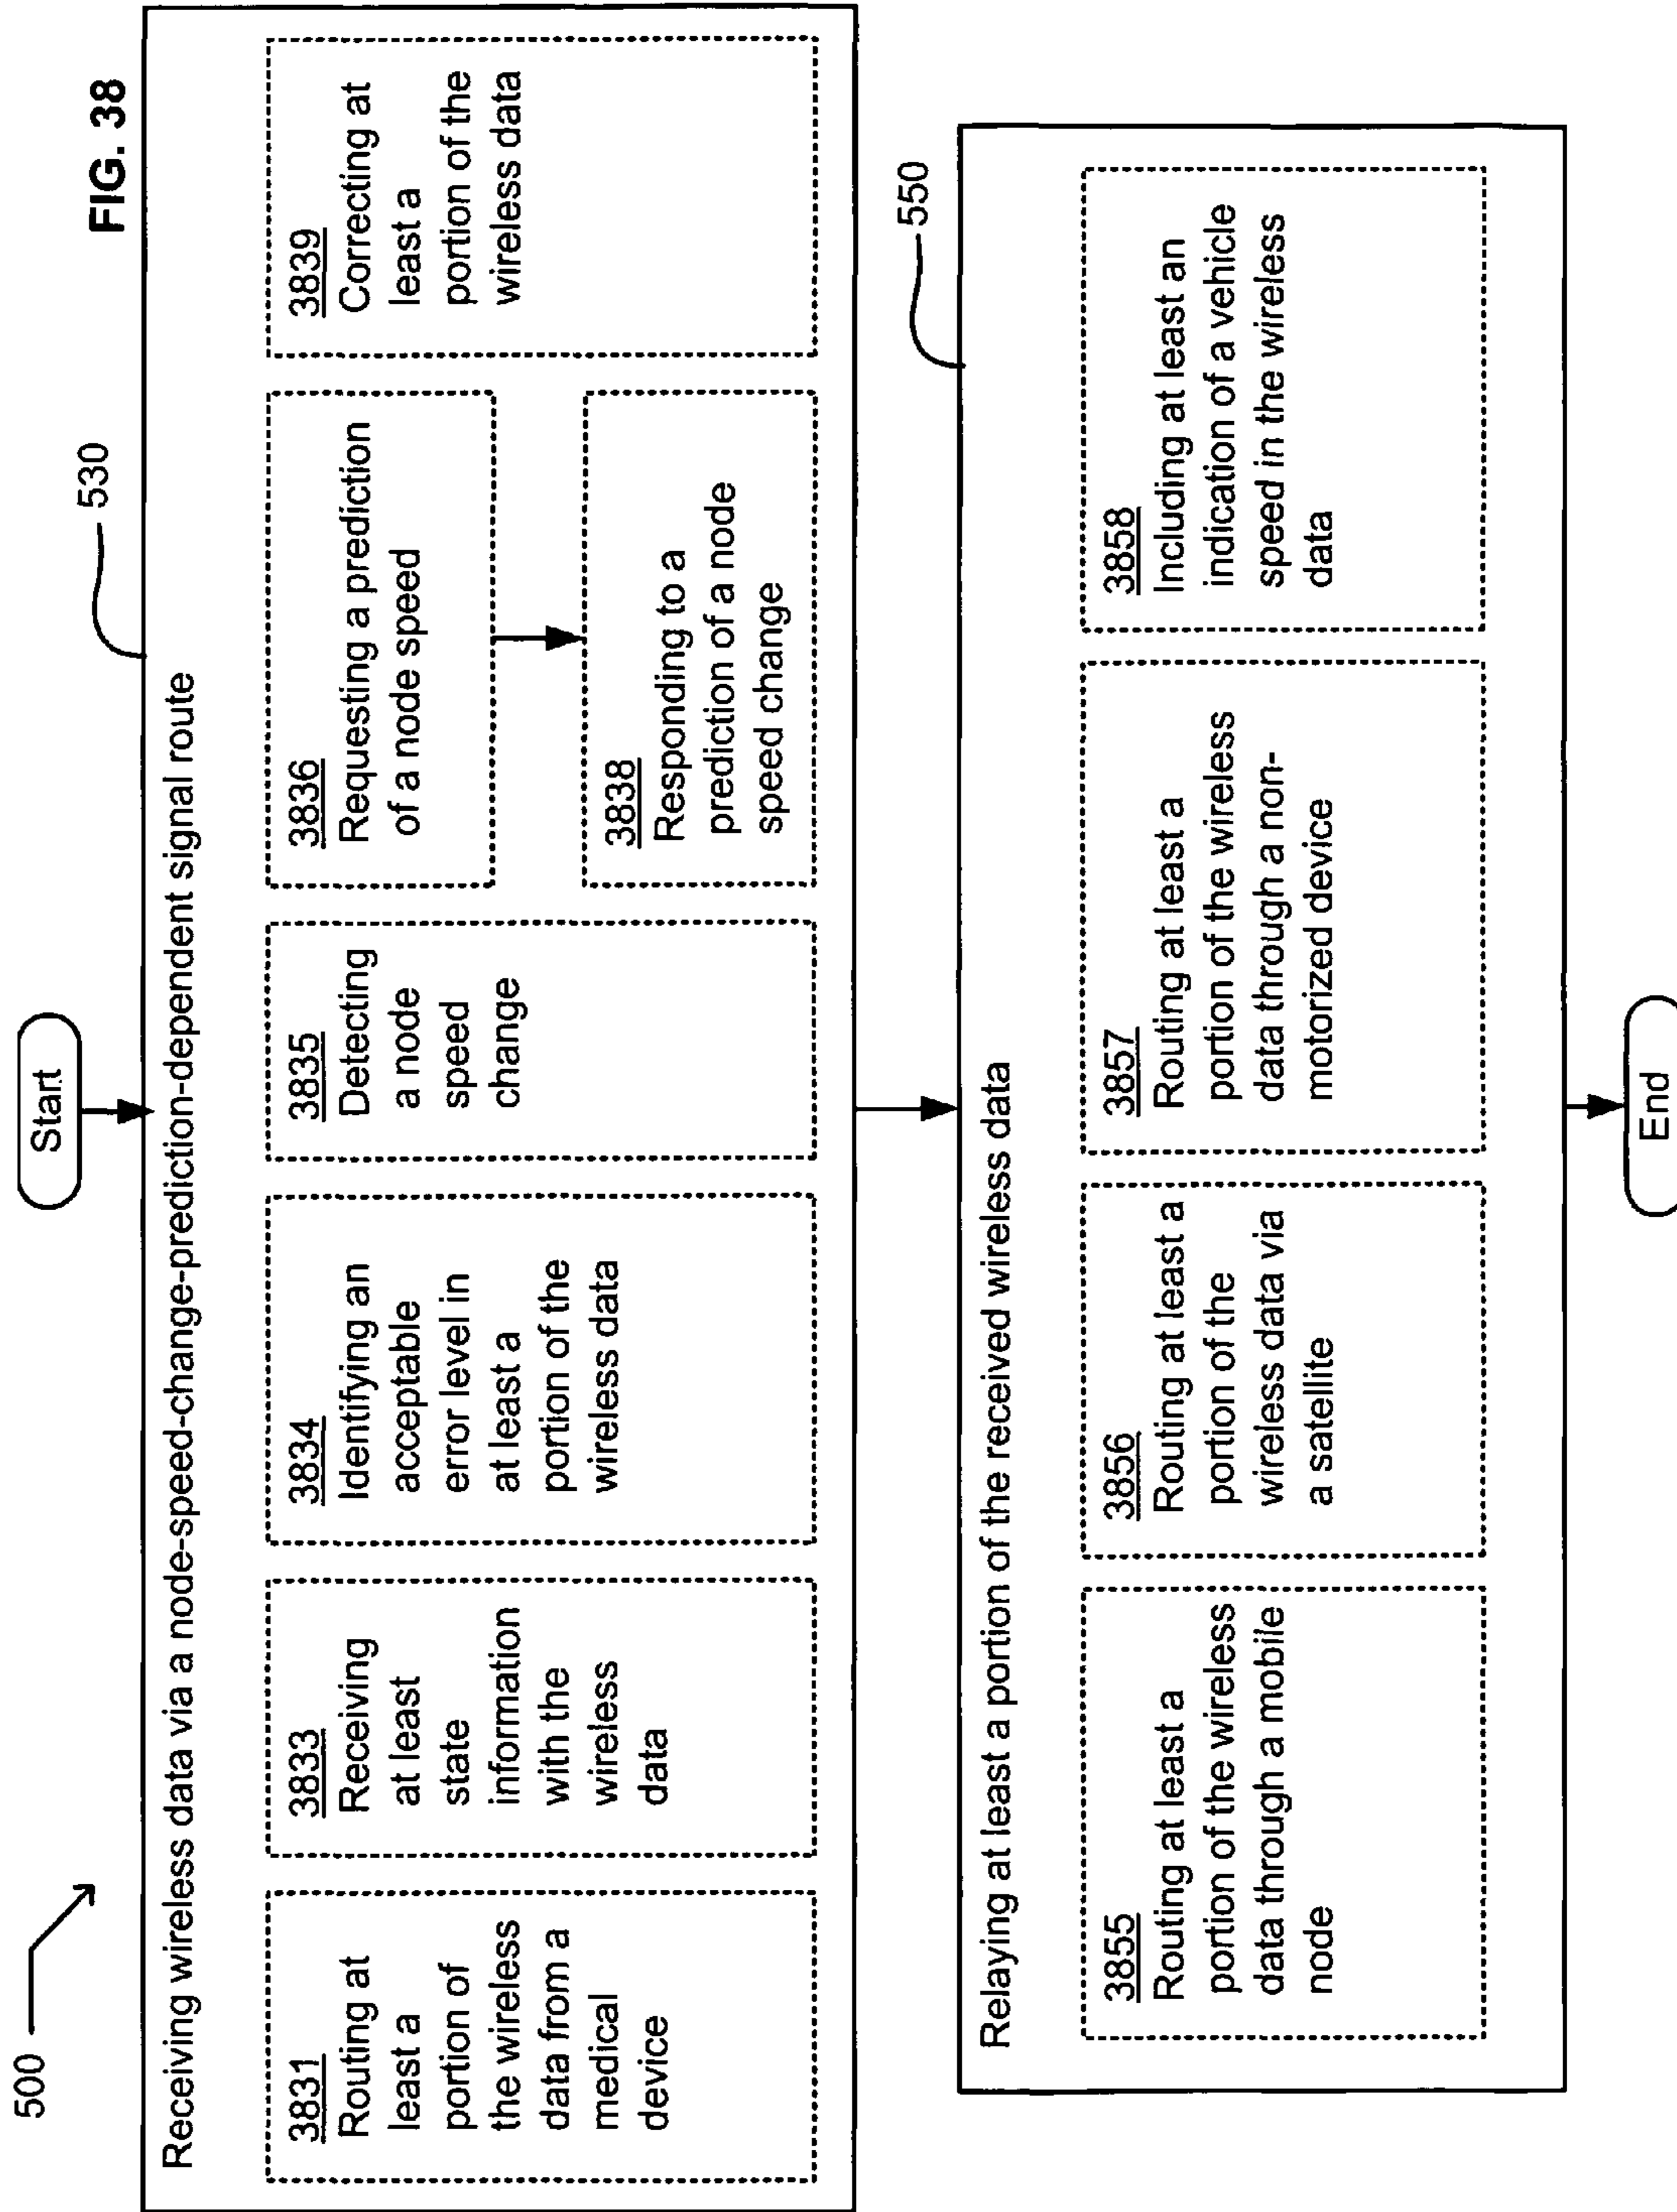 500
Start
FIG. 38
530
Receiving wireless data via a node-speed-change-prediction-dependent signal route
3831
Routing at
least a
portion of
the wireless
data from a
medical
device
3833
Receiving
at least
state
information
with the
wireless
data
3834
Identifying an
acceptable
error level in
at least a
portion of the
wireless data
3835
Detecting
a node
speed
change
3836
Requesting a prediction
of a node speed
3838
Responding to a
prediction of a node
speed change
3839
Correcting at
least a
portion of the
wireless data
550
Relaying at least a portion of the received wireless data
3855
Routing at least a
portion of the wireless
data through a mobile
node
3856
Routing at least a
portion of the
wireless data via
a satellite
3857
Routing at least a
portion of the wireless
data through a non-
motorized device
3858
Including at least an
indication of a vehicle
speed in the wireless
data
End